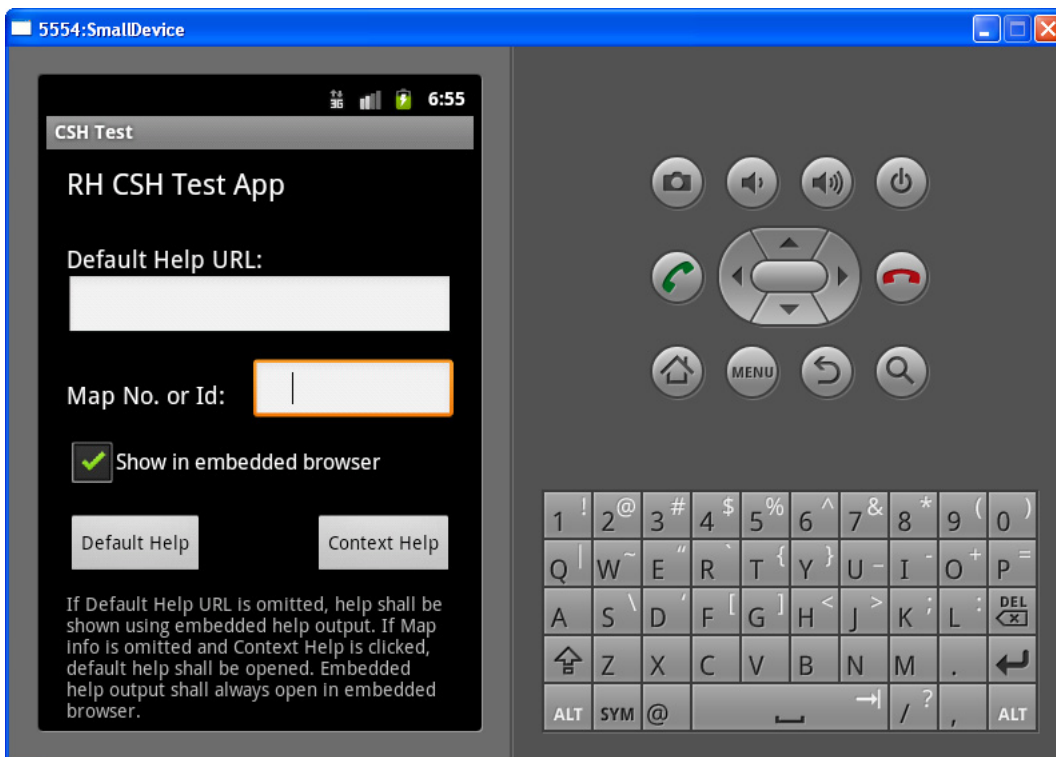 5554:SmallDevice
3G 6:55
CSH Test
RH CSH Test App
Default Help URL:
Map No. or Id:
Show in embedded browser
Default Help Context Help
If Default Help URL is omitted, help shall be
shown using embedded help output. If Map
info is omitted and Context Help is clicked,
default help shall be opened. Embedded
help output shall always open in embedded
browser.
MENU
1 ! 2 @ 3 # 4 $ 5 % 6 ^ 7 & 8 * 9 ( 0 )
Q | W ~ E " R ` T { Y } U _ I - O + P =
A S \ D ' F [ G ] H < J > K ; L : DEL
Z X C V B N M .
ALT SYM @ / ? , ALT